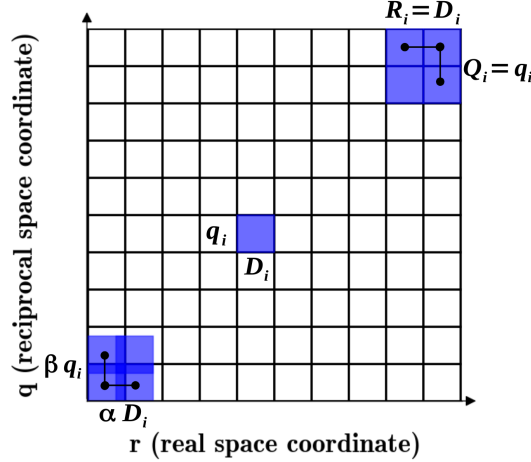 R_i = D_i
Q_i = q_i
q_i
D_i
β q_i
α D_i
q (reciprocal space coordinate)
r (real space coordinate)